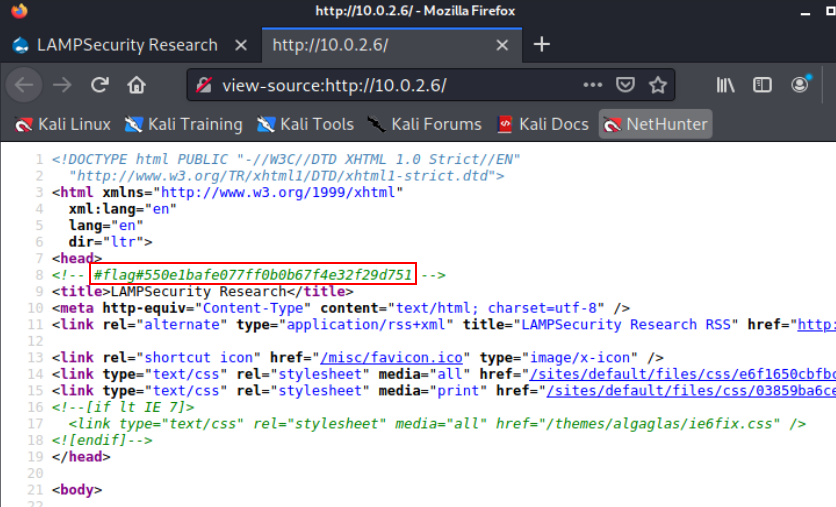 http://10.0.2.6/ - Mozilla Firefox
LAMPSecurity Research
http://10.0.2.6/
view-source:http://10.0.2.6/
Kali Linux Kali Training Kali Tools Kali Forums Kali Docs NetHunter
1 <!DOCTYPE html PUBLIC "-//W3C//DTD XHTML 1.0 Strict//EN"
2 "http://www.w3.org/TR/xhtml1/DTD/xhtml1-strict.dtd">
3 <html xmlns="http://www.w3.org/1999/xhtml"
4 xml:lang="en"
5 lang="en"
6 dir="ltr">
7 <head>
8 <!-- #flag#550e1bafe077ff0b0b67f4e32f29d751 -->
9 <title>LAMPSecurity Research</title>
10 <meta http-equiv="Content-Type" content="text/html; charset=utf-8" />
11 <link rel="alternate" type="application/rss+xml" title="LAMPSecurity Research RSS" href="http:
12
13 <link rel="shortcut icon" href="/misc/favicon.ico" type="image/x-icon" />
14 <link type="text/css" rel="stylesheet" media="all" href="/sites/default/files/css/e6f1650cbfbc
15 <link type="text/css" rel="stylesheet" media="print" href="/sites/default/files/css/03859ba6ce
16 <!--[if lt IE 7]>
17 <link type="text/css" rel="stylesheet" media="all" href="/themes/algaglas/ie6fix.css" />
18 <![endif]-->
19 </head>
20
21 <body>
22